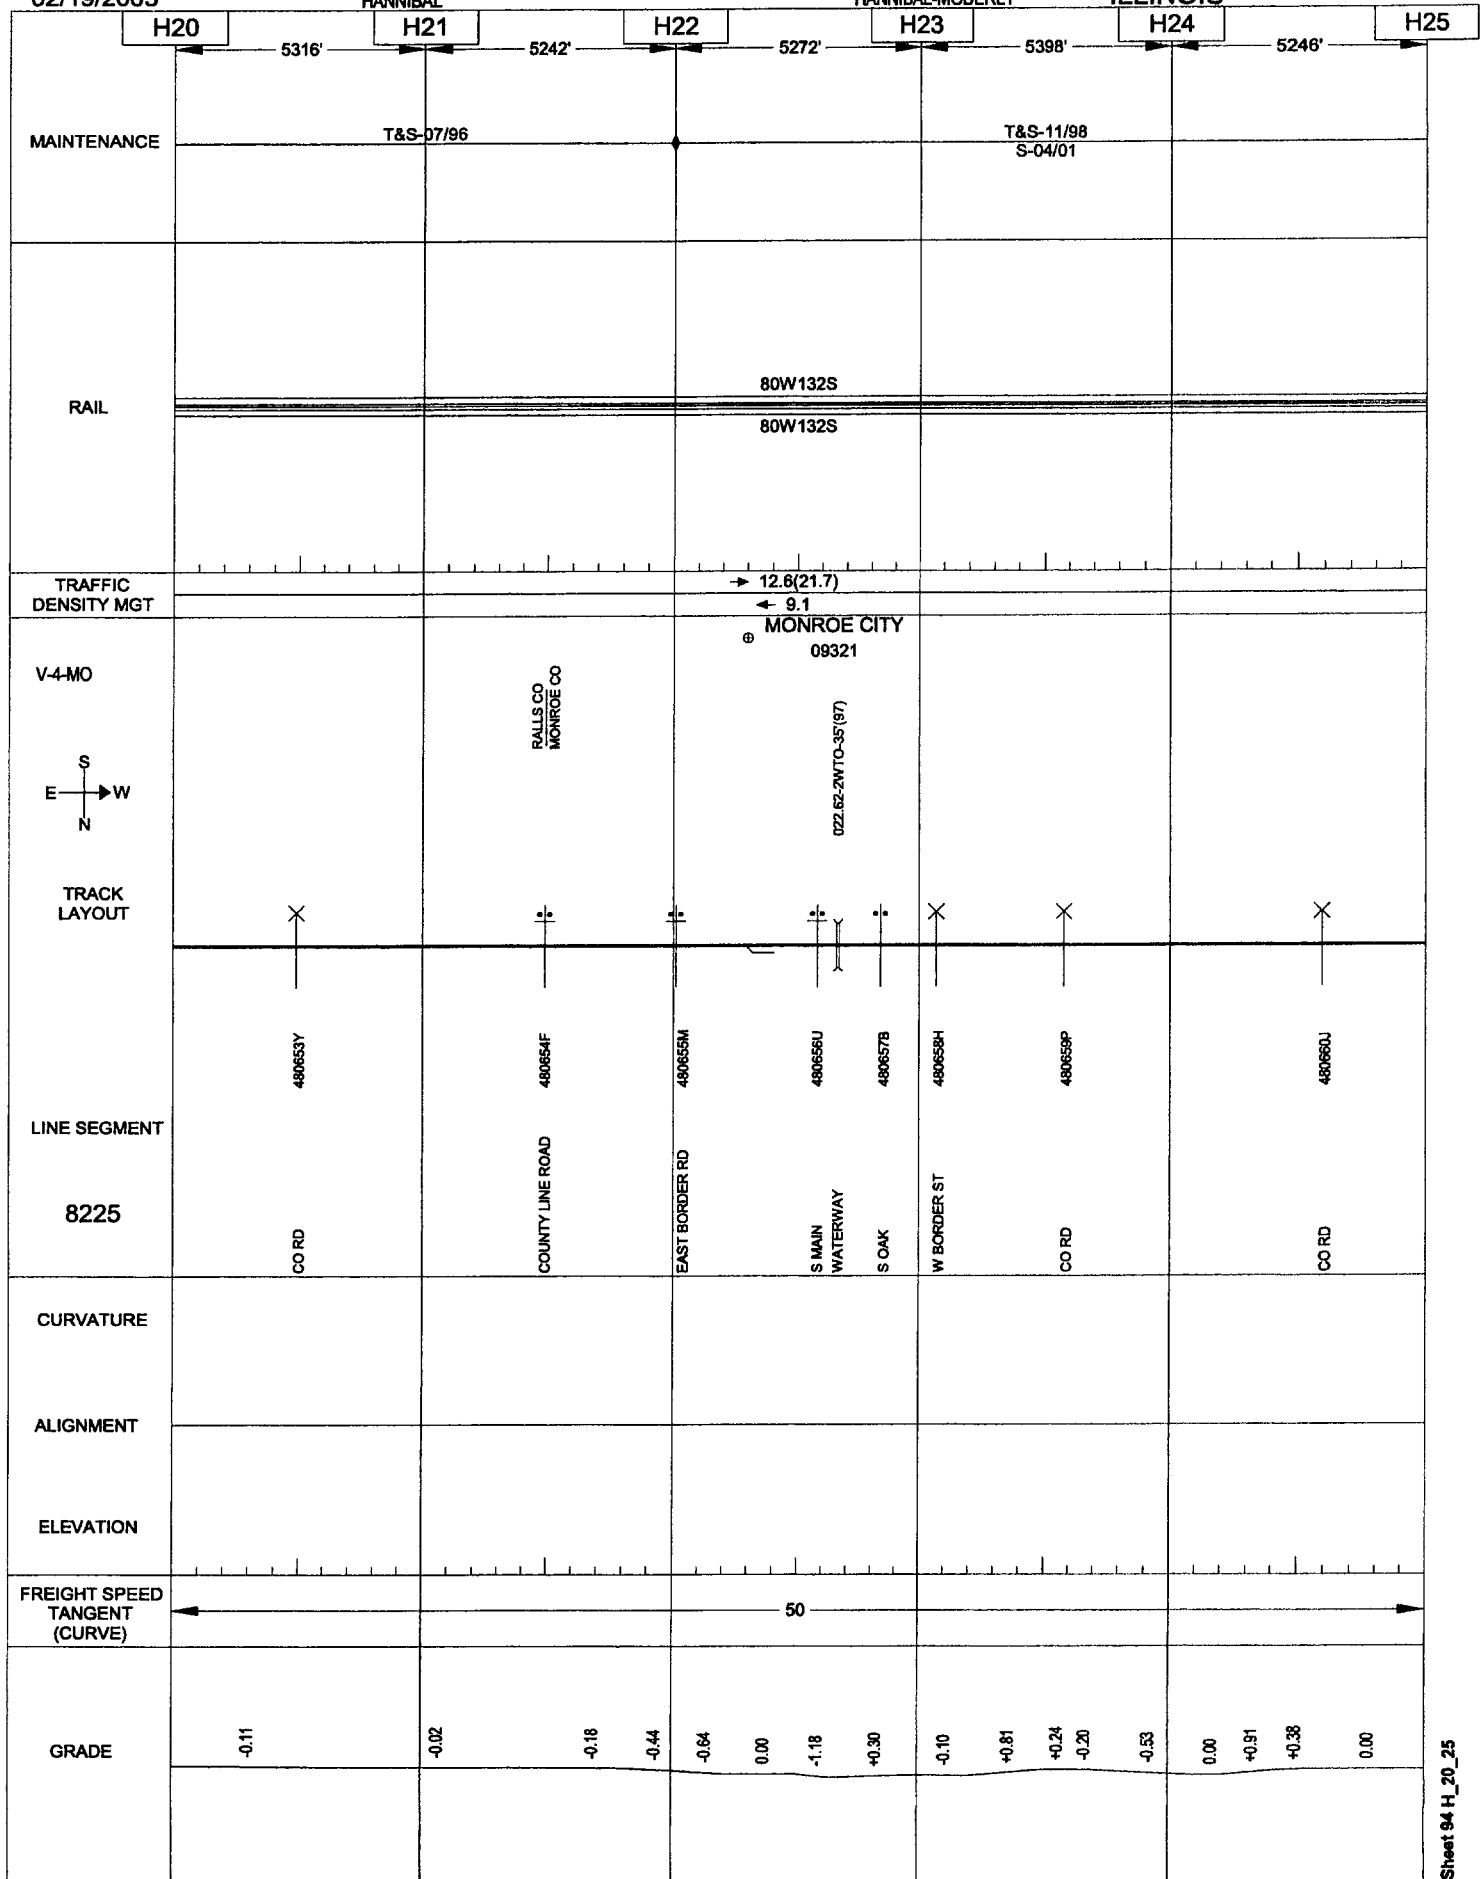 H20 H21 H22 H23 H24 H25
5316' 5242' 5272' 5398' 5246'
MAINTENANCE
T&S-07/96
T&S-11/98
S-04/01
RAIL
80W132S
80W132S
TRAFFIC
DENSITY MGT
12.6(21.7)
9.1
MONROE CITY
09321
V-4-MO
RALLS CO
MONROE CO
022.62-2WTO-35'(97)
S
E W
N
TRACK
LAYOUT
480653Y
480654F
480655M
480656U
480657B
480658H
480659P
480660J
LINE SEGMENT
8225
CO RD
COUNTY LINE ROAD
EAST BORDER RD
S MAIN
WATERWAY
S OAK
W BORDER ST
CO RD
CO RD
CURVATURE
ALIGNMENT
ELEVATION
FREIGHT SPEED
TANGENT
(CURVE)
50
GRADE
-0.11
-0.02
-0.18
-0.44
-0.64
0.00
-1.18
+0.30
-0.10
+0.81
+0.24
-0.20
-0.53
0.00
+0.91
+0.38
0.00
Sheet 94 H_20_25